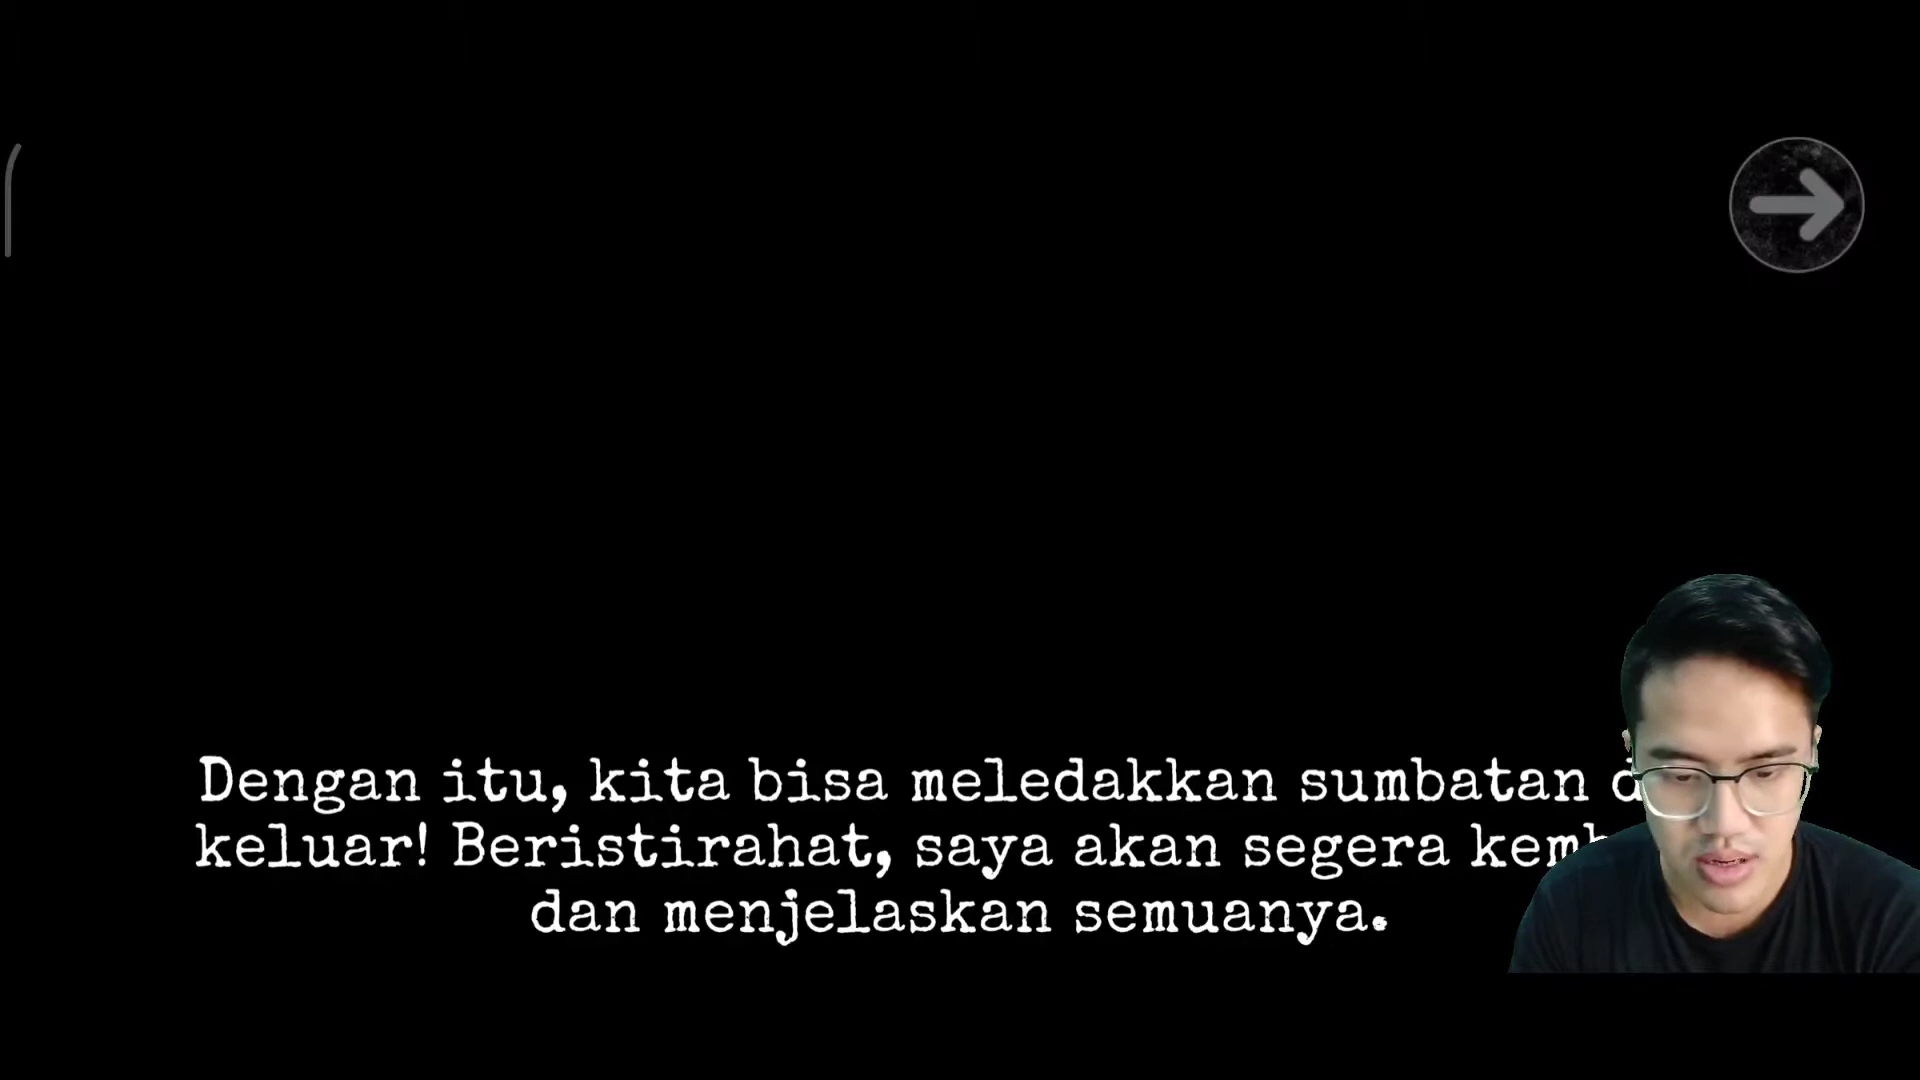 Dengan itu, kita bisa meledakkan sumbatan
keluar! Beristirahat, saya akan segera
dan menjelaskan semuanya.